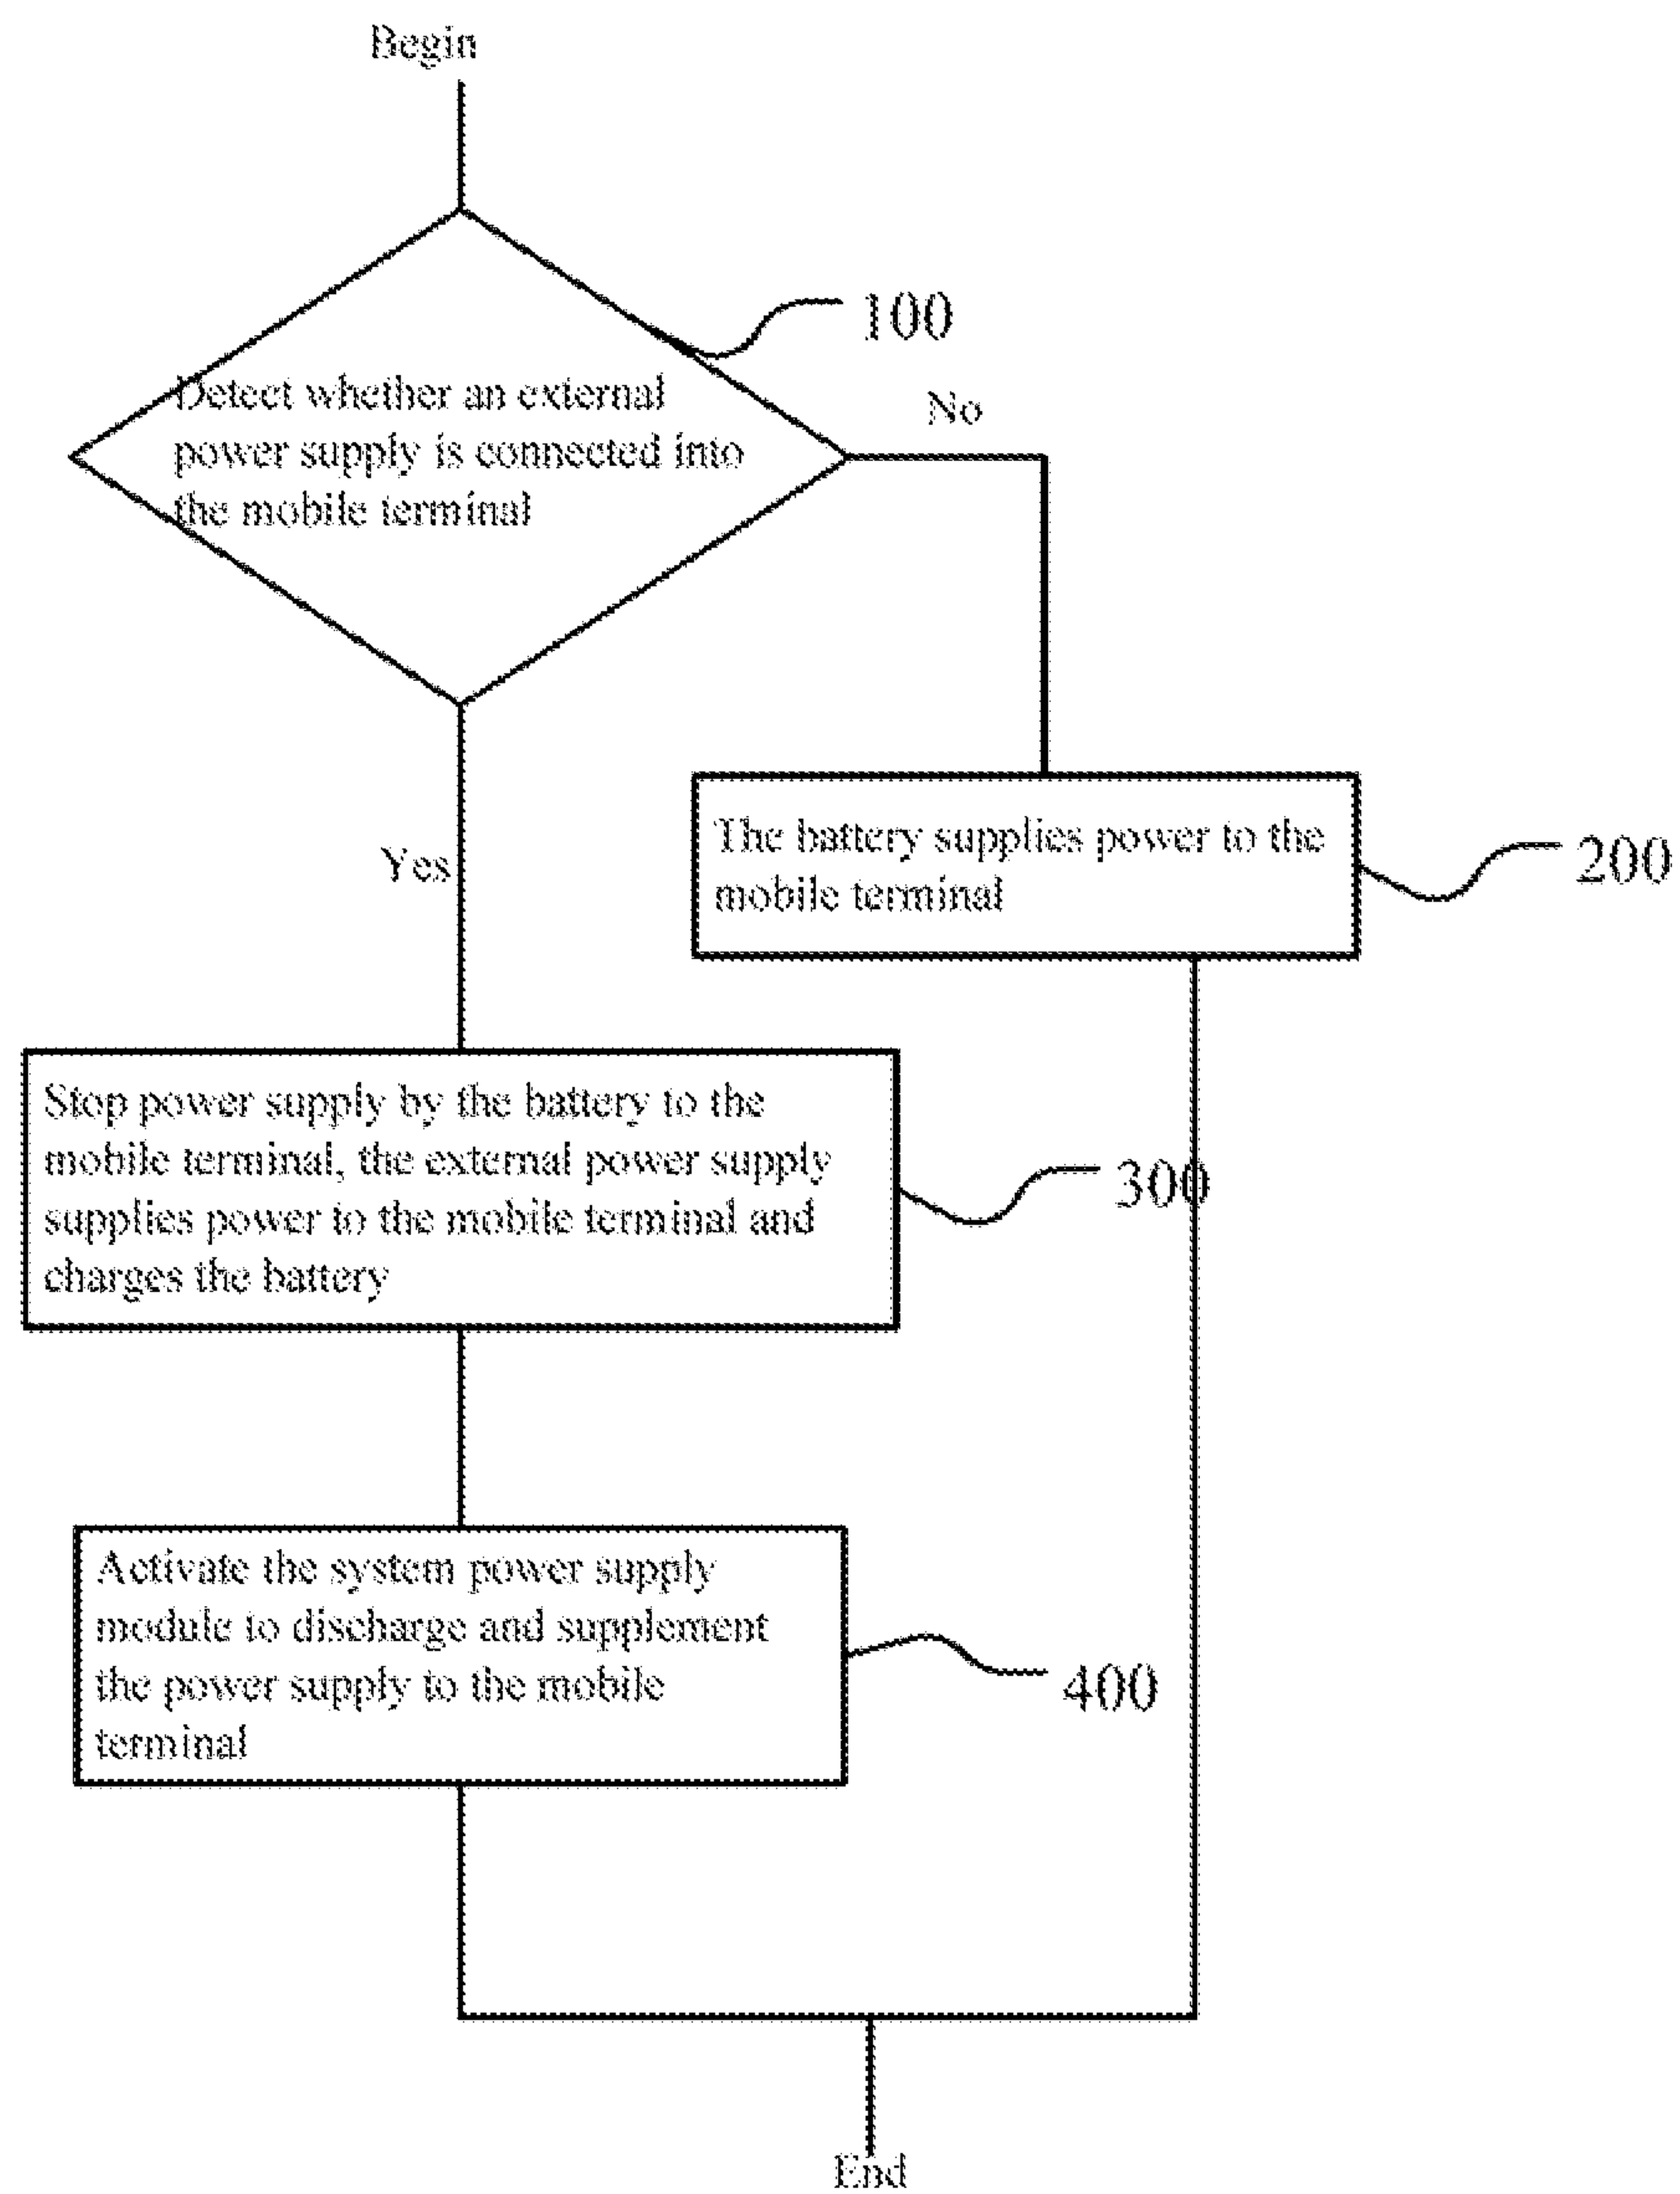 Begin
100
Detect whether an external
power supply is connected into
the mobile terminal
No
Yes
The battery supplies power to the
mobile terminal
200
Stop power supply by the battery to the
mobile terminal, the external power supply
supplies power to the mobile terminal and
charges the battery
300
Activate the system power supply
module to discharge and supplement
the power supply to the mobile
terminal
400
End